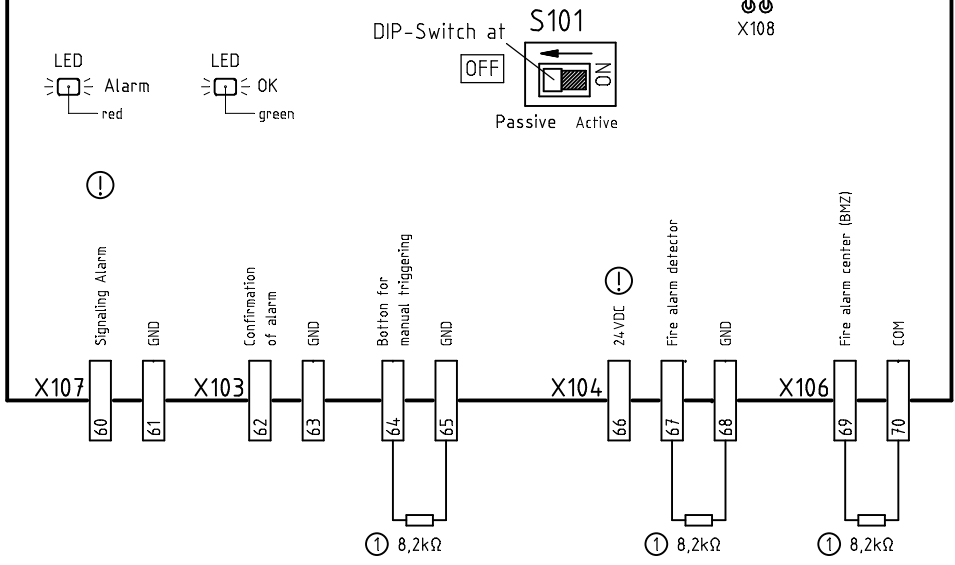 S101
DIP-Switch at
OFF
ON
Passive
Active
X108
LED
Alarm
red
LED
OK
green
!
Signaling Alarm
GND
Confirmation
of alarm
GND
Botton for
manual triggering
GND
!
24VDC
Fire alarm detector
GND
Fire alarm center (BMZ)
COM
X107
60
61
X103
62
63
64
65
X104
66
67
68
X106
69
70
1 8,2kΩ
1 8,2kΩ
1 8,2kΩ